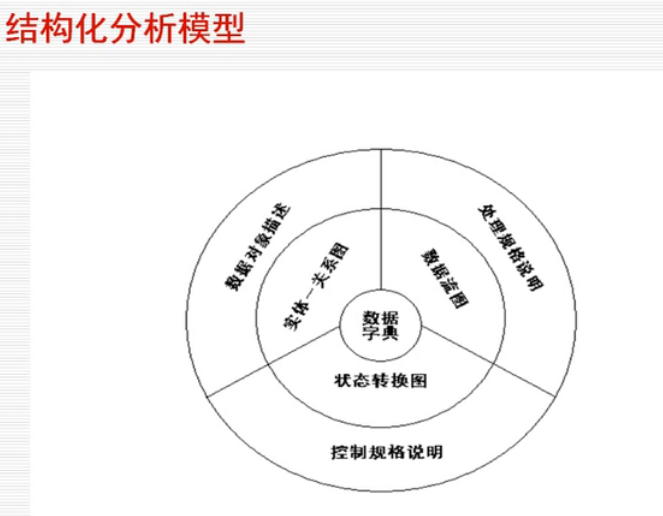 结构化分析模型
数据对象描述
处理规格说明
实体－关系图
数据流图
数据
字典
状态转换图
控制规格说明